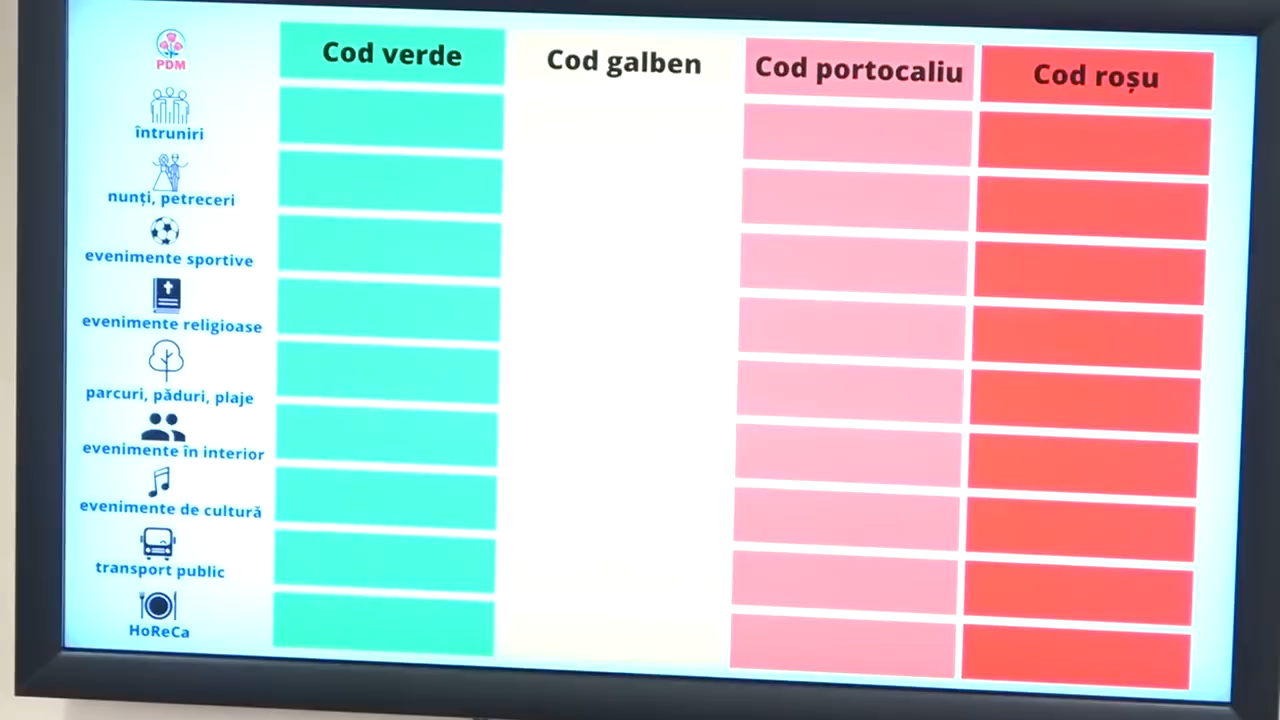 PDM
Cod verde
Cod galben
Cod portocaliu
Cod roșu
întruniri
nunți, petreceri
evenimente sportive
evenimente religioase
parcuri, păduri, plaje
evenimente în interior
evenimente de cultură
transport public
HoReCa